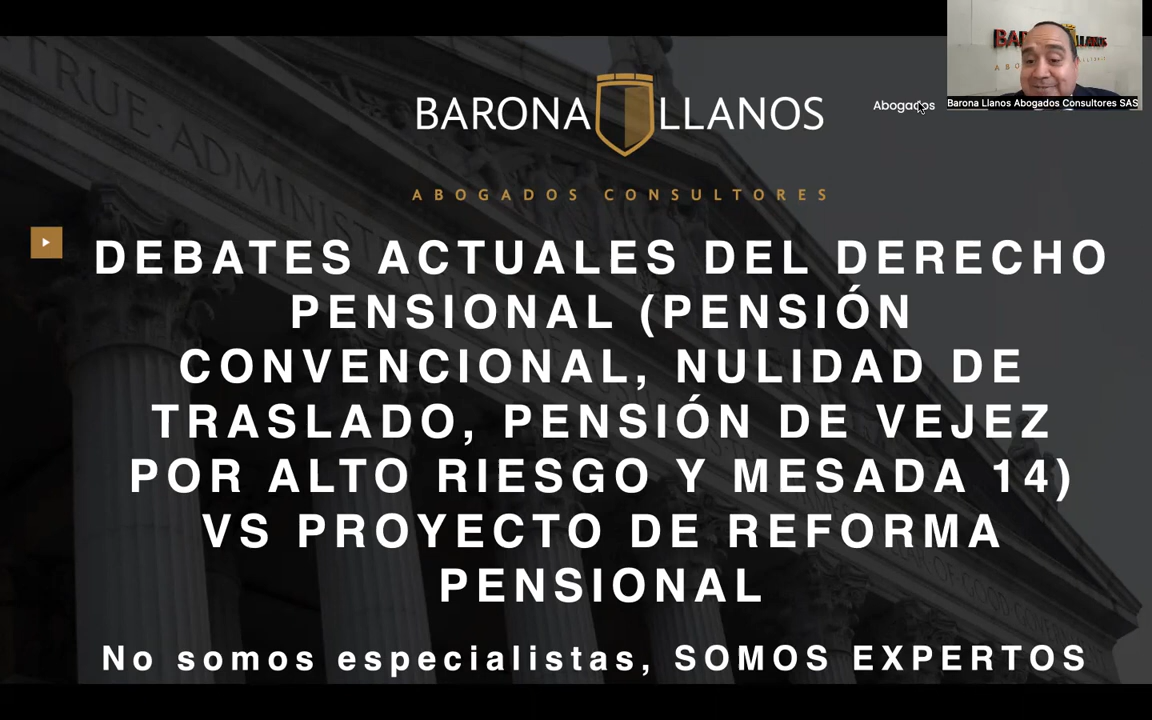 BARONA LLANOS
Abogados
Barona Llanos Abogados Consultores SAS
ABOGADOS CONSULTORES
DEBATES ACTUALES DEL DERECHO
PENSIONAL (PENSIÓN
CONVENCIONAL, NULIDAD DE
TRASLADO, PENSIÓN DE VEJEZ
POR ALTO RIESGO Y MESADA 14)
VS PROYECTO DE REFORMA
PENSIONAL
No somos especialistas, SOMOS EXPERTOS